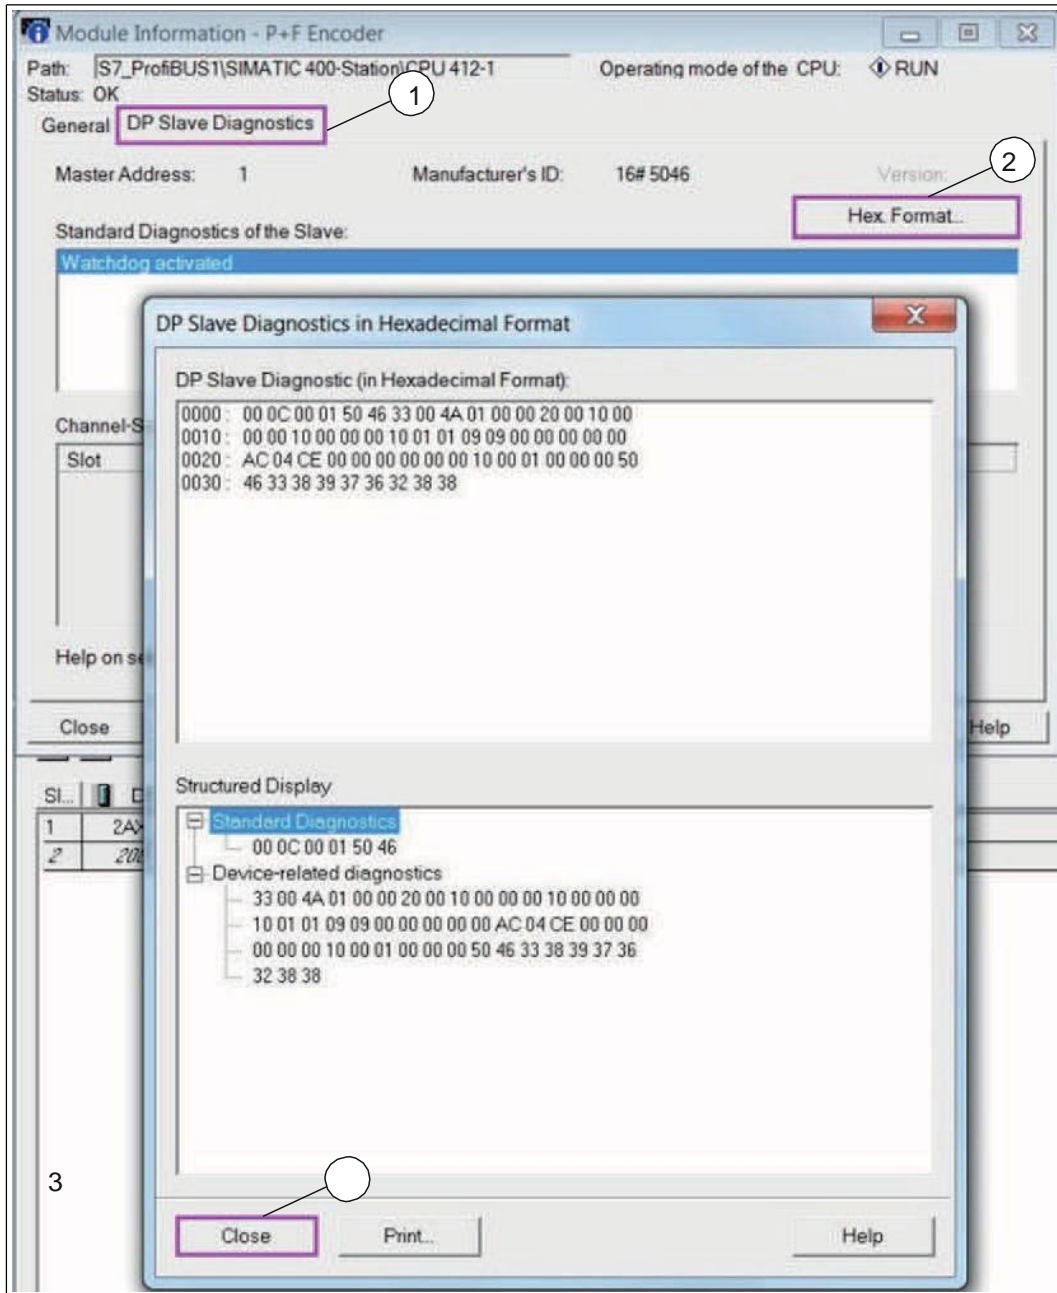 Module Information - P+F Encoder
Path: S7_ProfiBUS1\SIMATIC 400-Station\CPU 412-1 Operating mode of the CPU: RUN
Status: OK
1
General DP Slave Diagnostics
2
Master Address: 1 Manufacturer's ID: 16# 5046 Version:
Hex. Format...
Standard Diagnostics of the Slave:
Watchdog activated
DP Slave Diagnostics in Hexadecimal Format
DP Slave Diagnostic (in Hexadecimal Format):
0000 : 00 0C 00 01 50 46 33 00 4A 01 00 00 20 00 10 00
0010 : 00 00 10 00 00 00 10 01 01 09 09 00 00 00 00 00
0020 : AC 04 CE 00 00 00 00 00 00 10 00 01 00 00 00 50
0030 : 46 33 38 39 37 36 32 38 38
Channel-S
Slot
Help on se
Close Help
Structured Display
Sl...
Standard Diagnostics
00 0C 00 01 50 46
1 2AX
2 20
Device-related diagnostics
33 00 4A 01 00 00 20 00 10 00 00 00 10 00 00 00
10 01 01 09 09 00 00 00 00 00 AC 04 CE 00 00 00
00 00 00 10 00 01 00 00 00 50 46 33 38 39 37 36
32 38 38
3
Close Print... Help